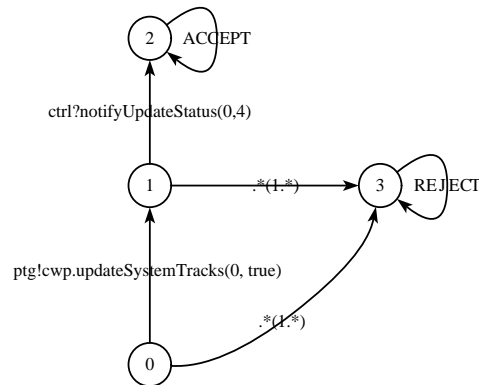 2
ACCEPT
ctrl?notifyUpdateStatus(0,4)
1
.*(1.*)
3
REJECT
ptg!cwp.updateSystemTracks(0, true)
.*(1.*)
0